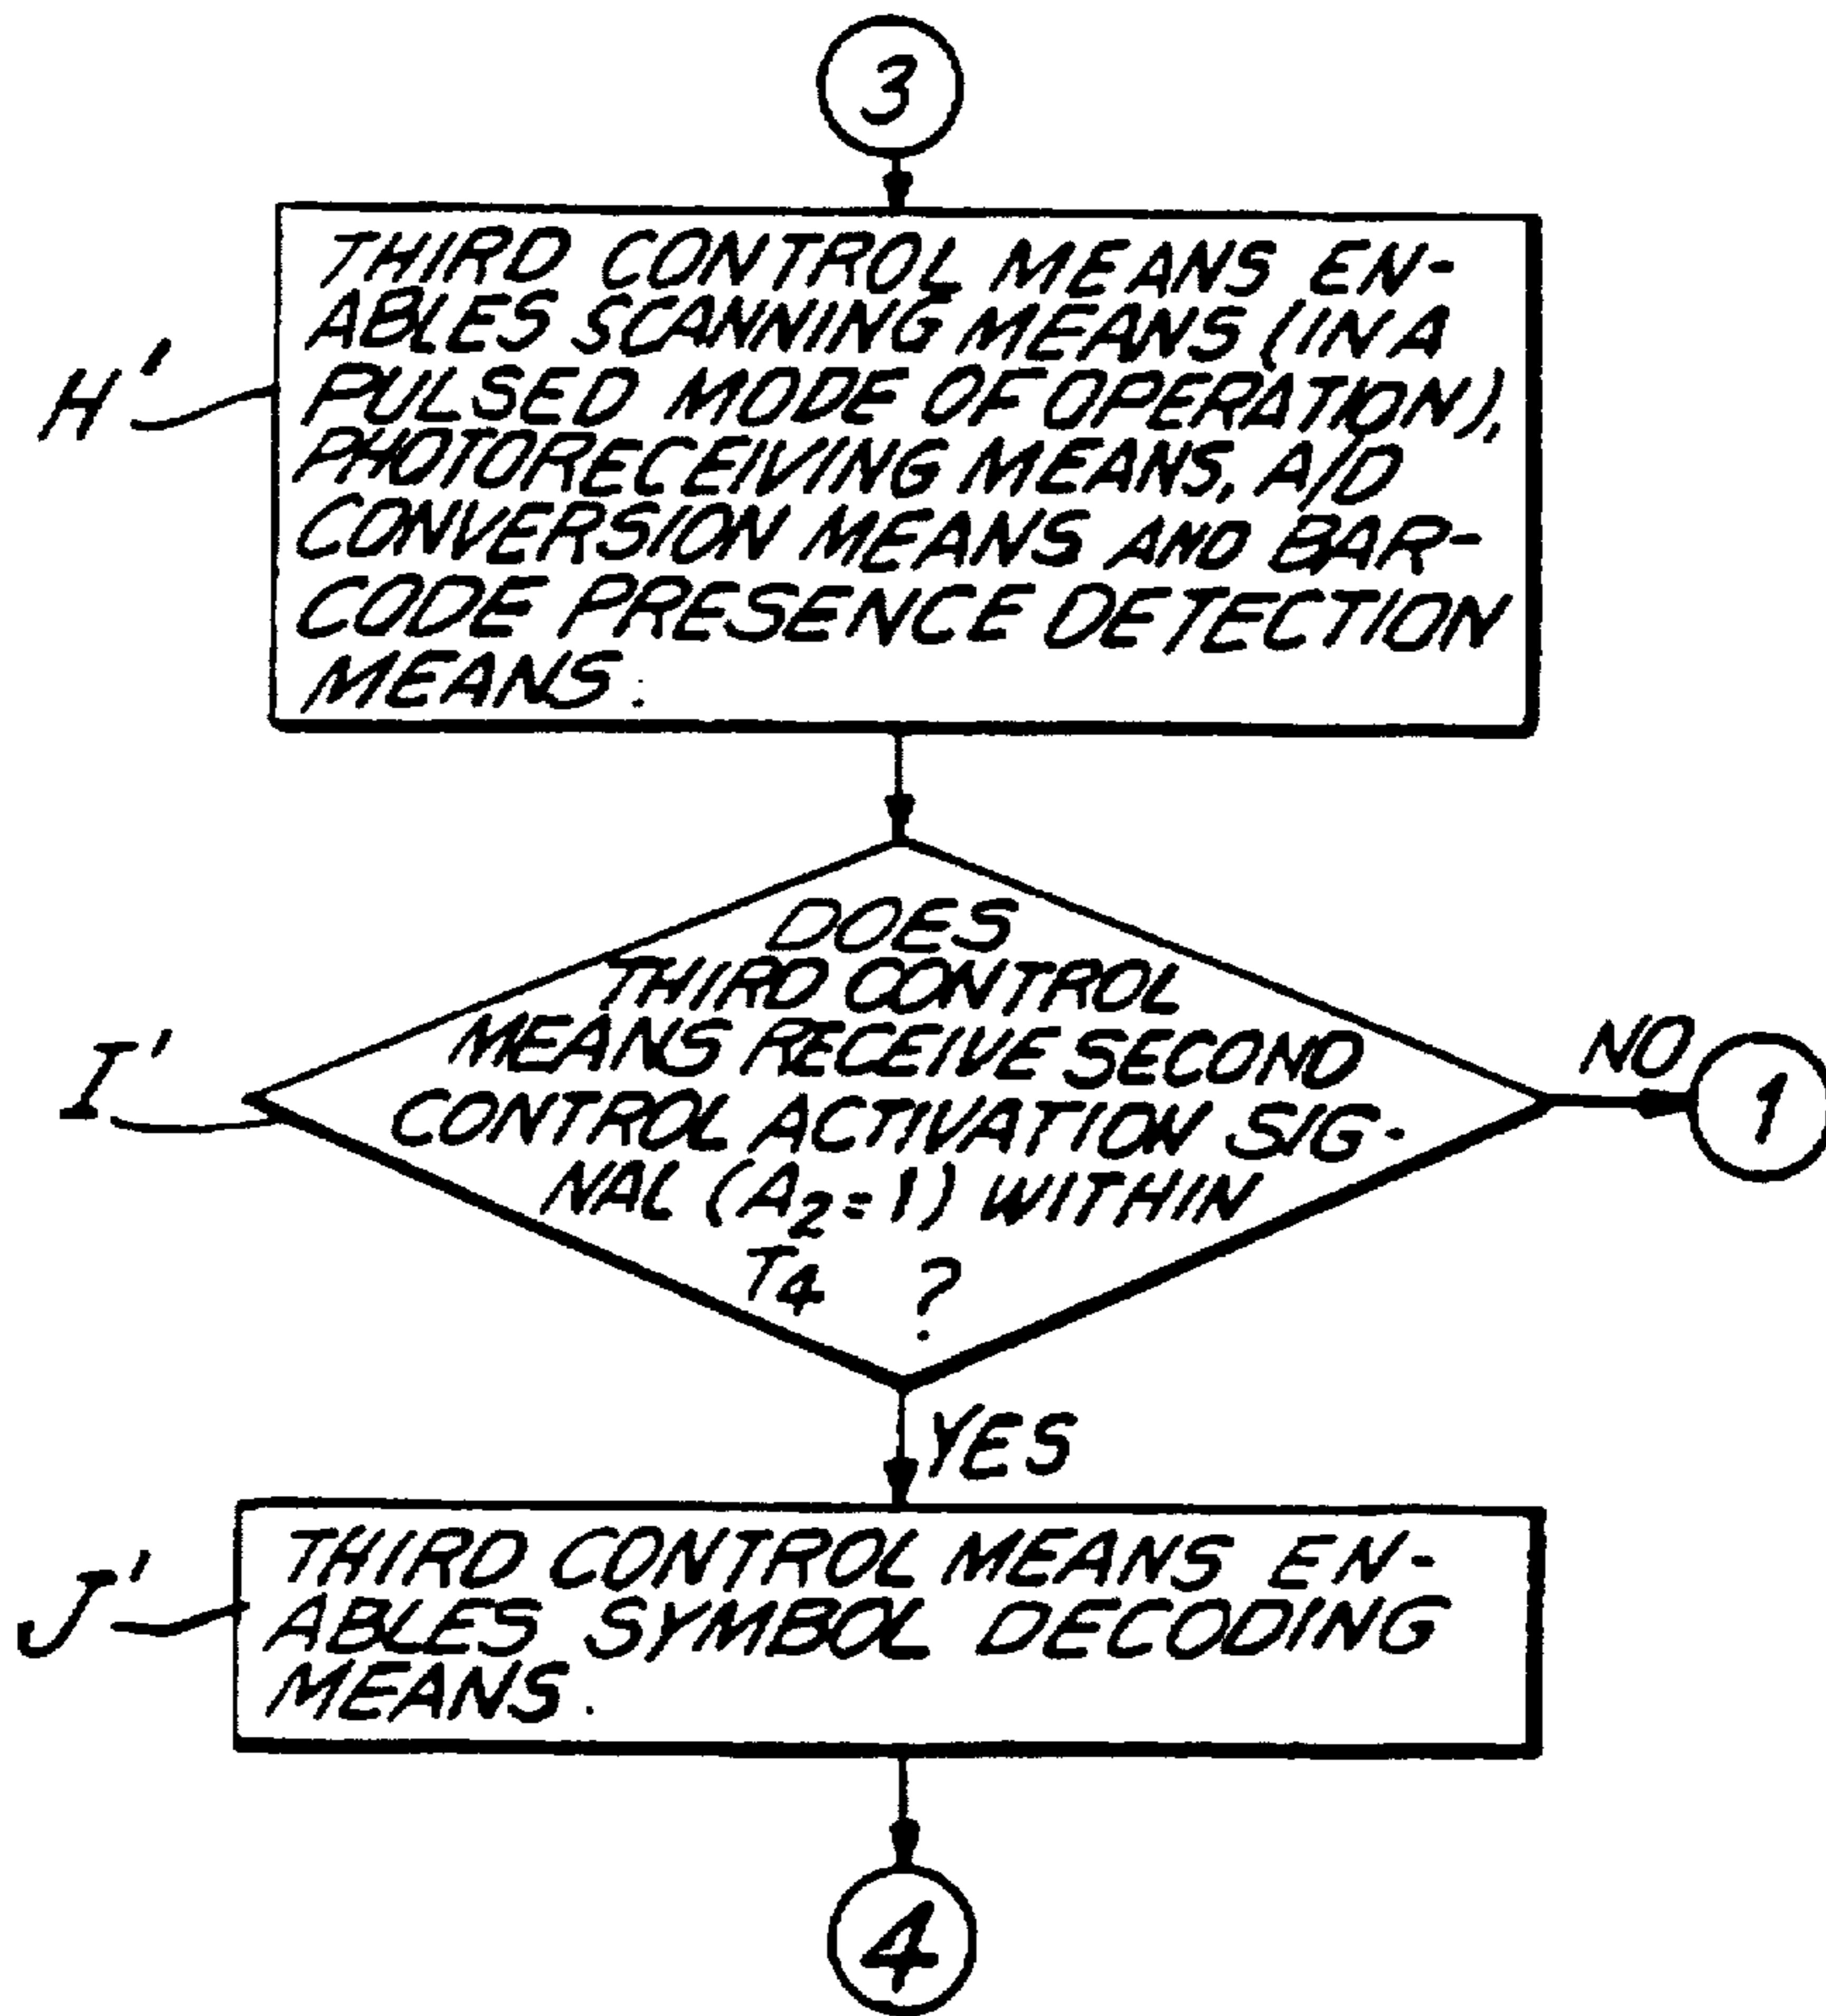 3
THIRD CONTROL MEANS EN-
ABLES SCANNING MEANS (IN A
PULSED MODE OF OPERATION),
PHOTORECEIVING MEANS, A/D
CONVERSION MEANS AND BAR-
CODE PRESENCE DETECTION
MEANS.
H'
DOES
THIRD CONTROL
MEANS RECEIVE SECOND
CONTROL ACTIVATION SIG-
NAL (A2=1) WITHIN
T4 ?
I'
NO
1
YES
THIRD CONTROL MEANS EN-
ABLES SYMBOL DECODING
MEANS.
J'
4